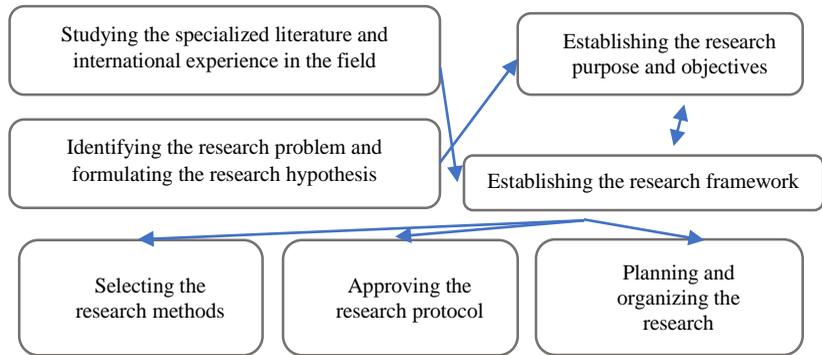 Studying the specialized literature and
international experience in the field
Establishing the research
purpose and objectives
Identifying the research problem and
formulating the research hypothesis
Establishing the research framework
Selecting the
research methods
Approving the
research protocol
Planning and
organizing the
research